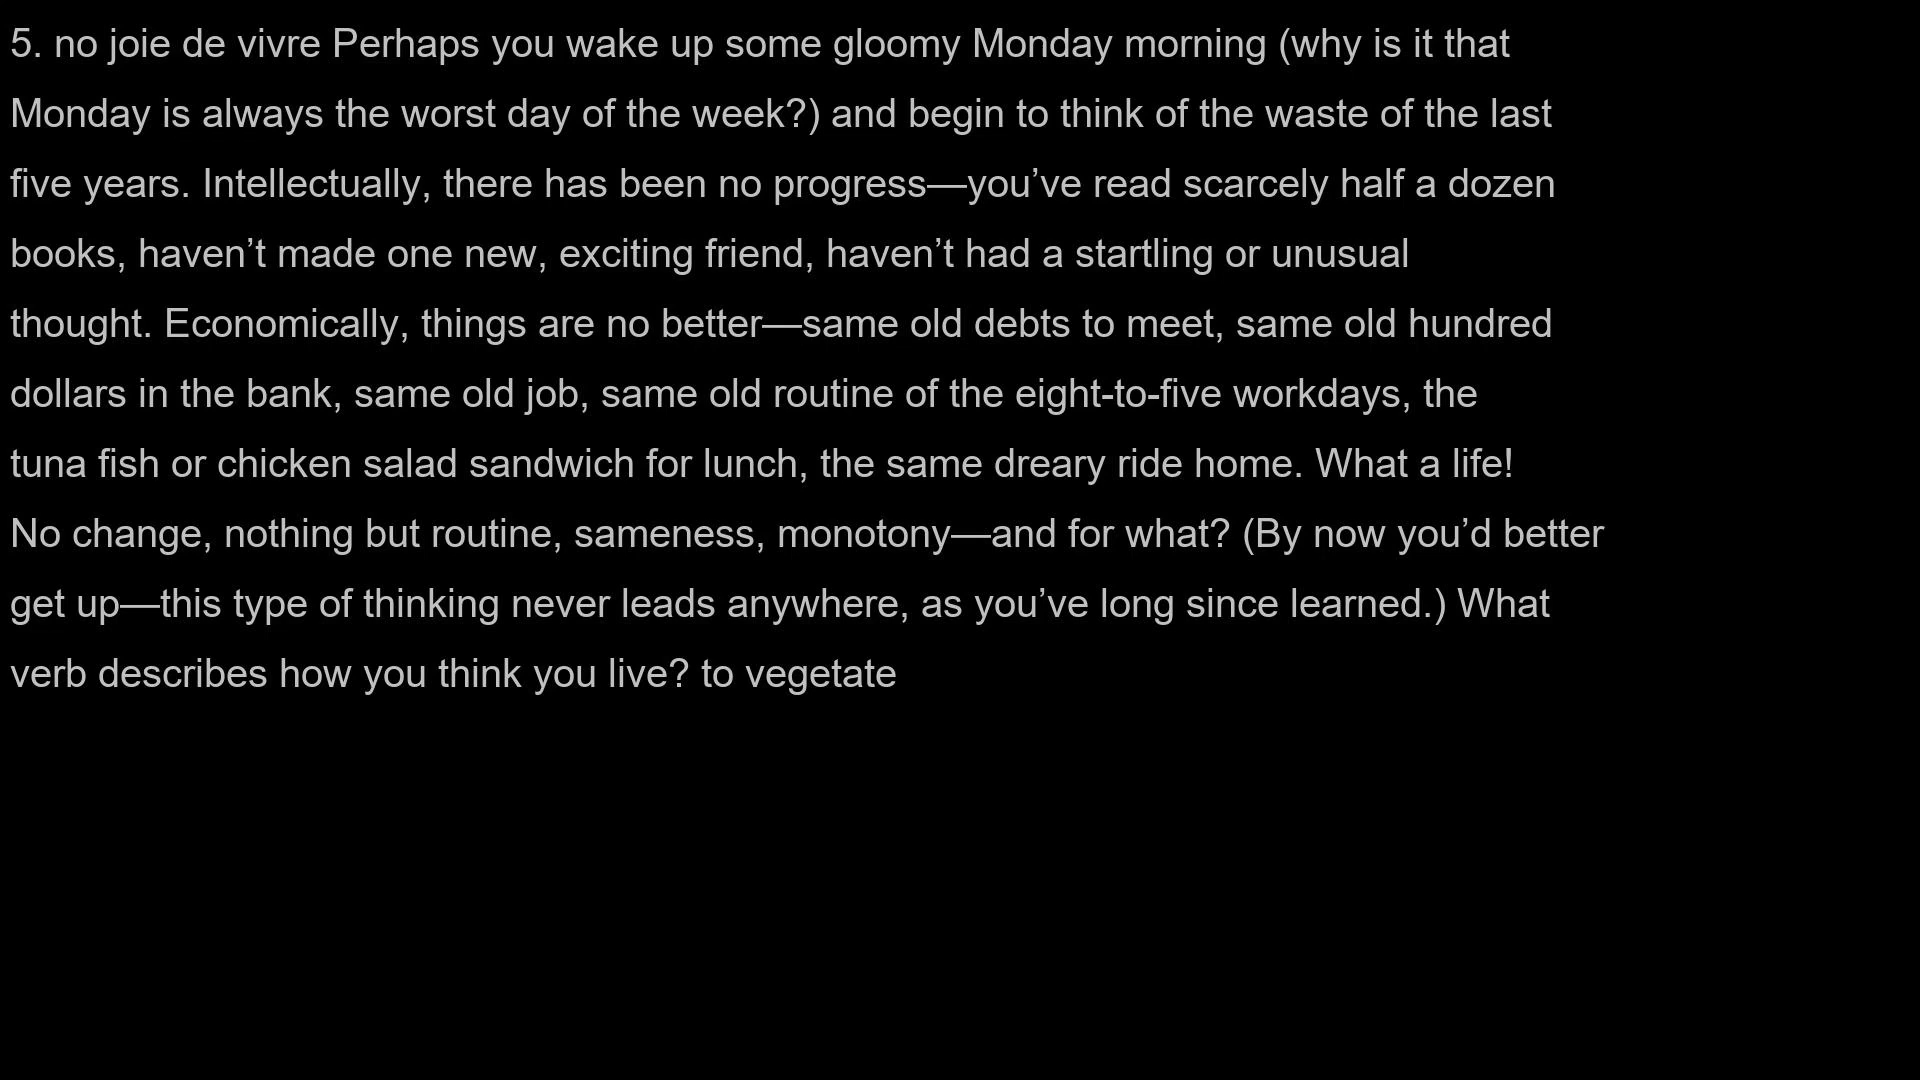 5. no joie de vivre Perhaps you wake up some gloomy Monday morning (why is it that
Monday is always the worst day of the week?) and begin to think of the waste of the last
five years. Intellectually, there has been no progress—you’ve read scarcely half a dozen
books, haven’t made one new, exciting friend, haven’t had a startling or unusual
thought. Economically, things are no better—same old debts to meet, same old hundred
dollars in the bank, same old job, same old routine of the eight-to-five workdays, the
tuna fish or chicken salad sandwich for lunch, the same dreary ride home. What a life!
No change, nothing but routine, sameness, monotony—and for what? (By now you’d better
get up—this type of thinking never leads anywhere, as you’ve long since learned.) What
verb describes how you think you live? to vegetate